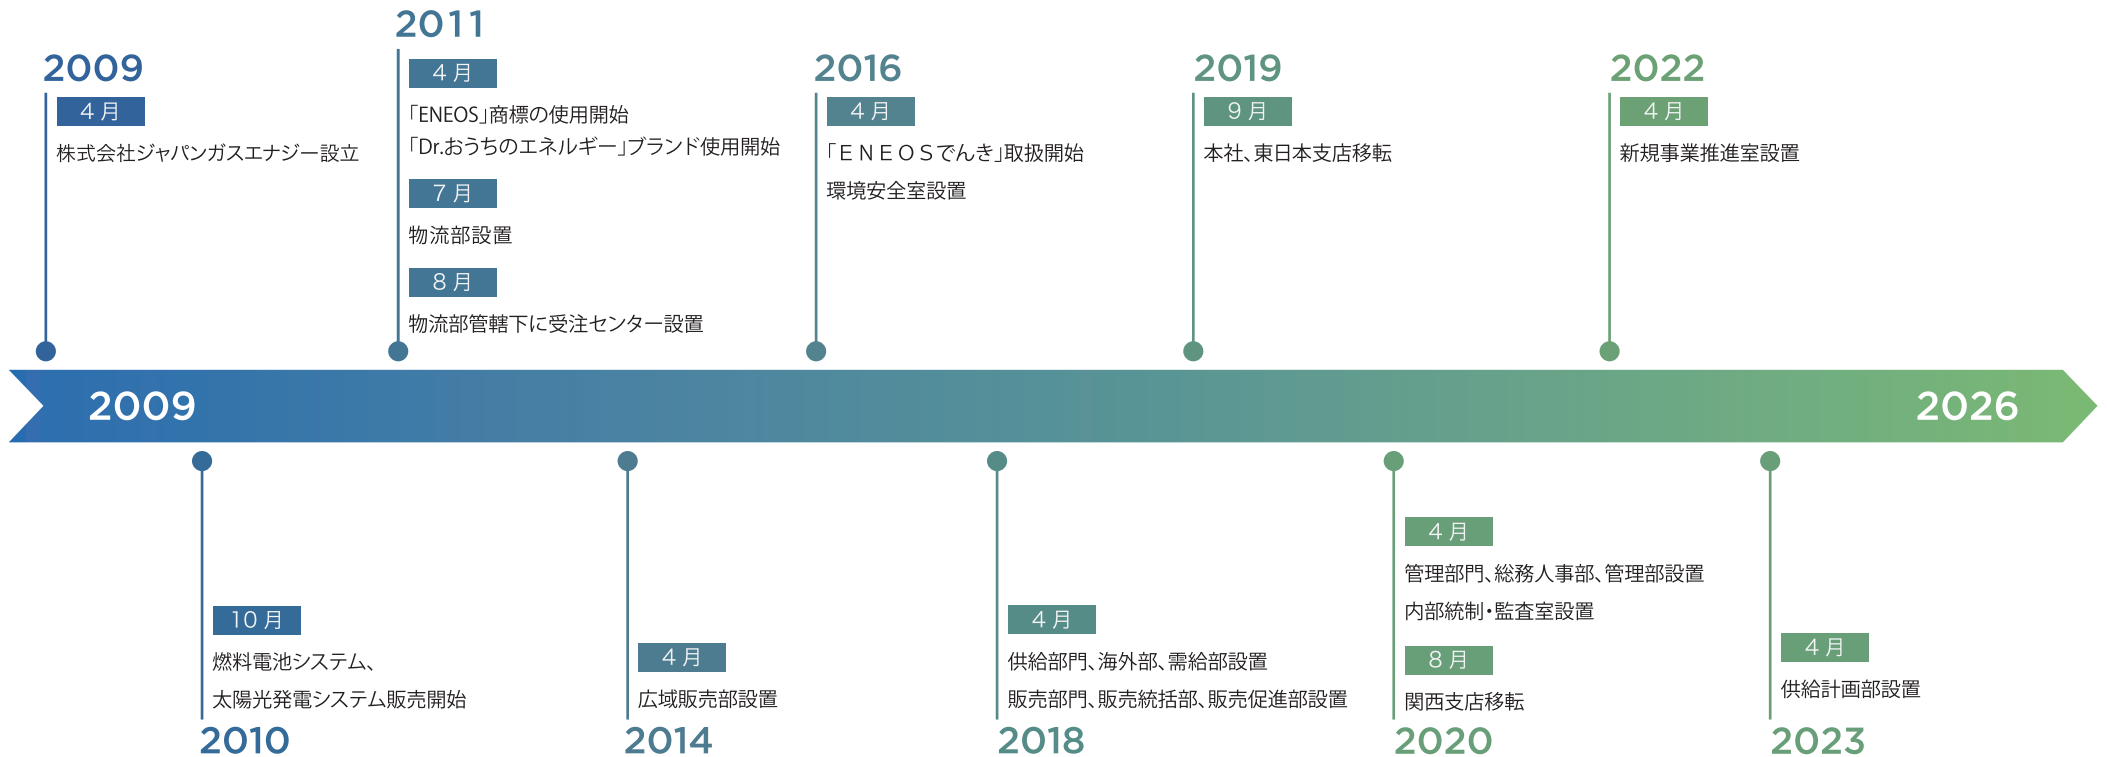 2009
4月
株式会社ジャパンガスエナジー設立
2011
4月
「ENEOS」商標の使用開始
「Dr.おうちのエネルギー」ブランド使用開始
7月
物流部設置
8月
物流部管轄下に受注センター設置
2016
4月
「ＥＮＥＯＳでんき」取扱開始
環境安全室設置
2019
9月
本社、東日本支店移転
2022
4月
新規事業推進室設置
2009
2026
10月
燃料電池システム、
太陽光発電システム販売開始
2010
4月
広域販売部設置
2014
4月
供給部門、海外部、需給部設置
販売部門、販売統括部、販売促進部設置
2018
4月
管理部門、総務人事部、管理部設置
内部統制・監査室設置
8月
関西支店移転
2020
4月
供給計画部設置
2023